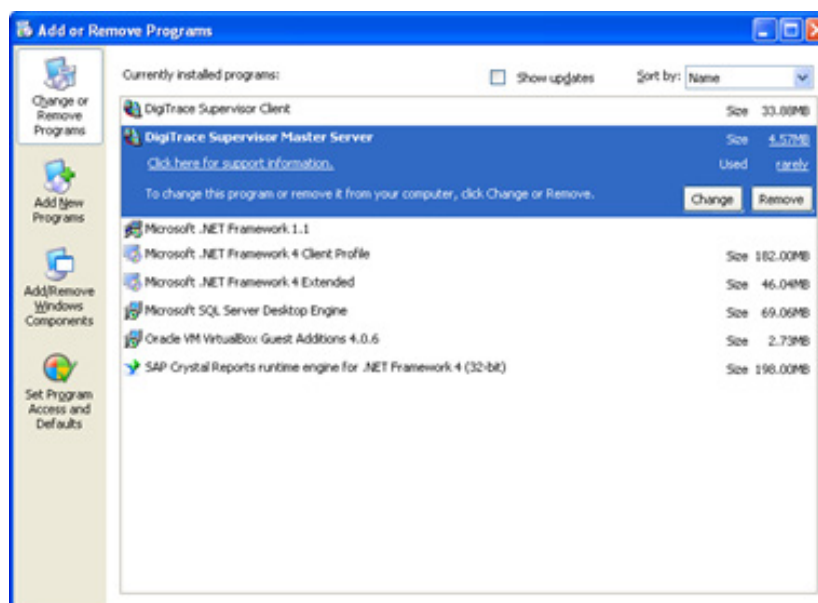 Add or Remove Programs
Change or
Remove
Programs
Currently installed programs:
Show updates
Sort by: Name
DigiTrace Supervisor Client Size 33.88MB
DigiTrace Supervisor Master Server Size 4.57MB
Click here for support information. Used rarely
To change this program or remove it from your computer, click Change or Remove. Change Remove
Add New
Programs
Microsoft .NET Framework 1.1
Microsoft .NET Framework 4 Client Profile Size 182.00MB
Microsoft .NET Framework 4 Extended Size 46.04MB
Add/Remove
Windows
Components
Microsoft SQL Server Desktop Engine Size 69.06MB
Oracle VM VirtualBox Guest Additions 4.0.6 Size 2.73MB
SAP Crystal Reports runtime engine for .NET Framework 4 (32-bit) Size 198.00MB
Set Program
Access and
Defaults